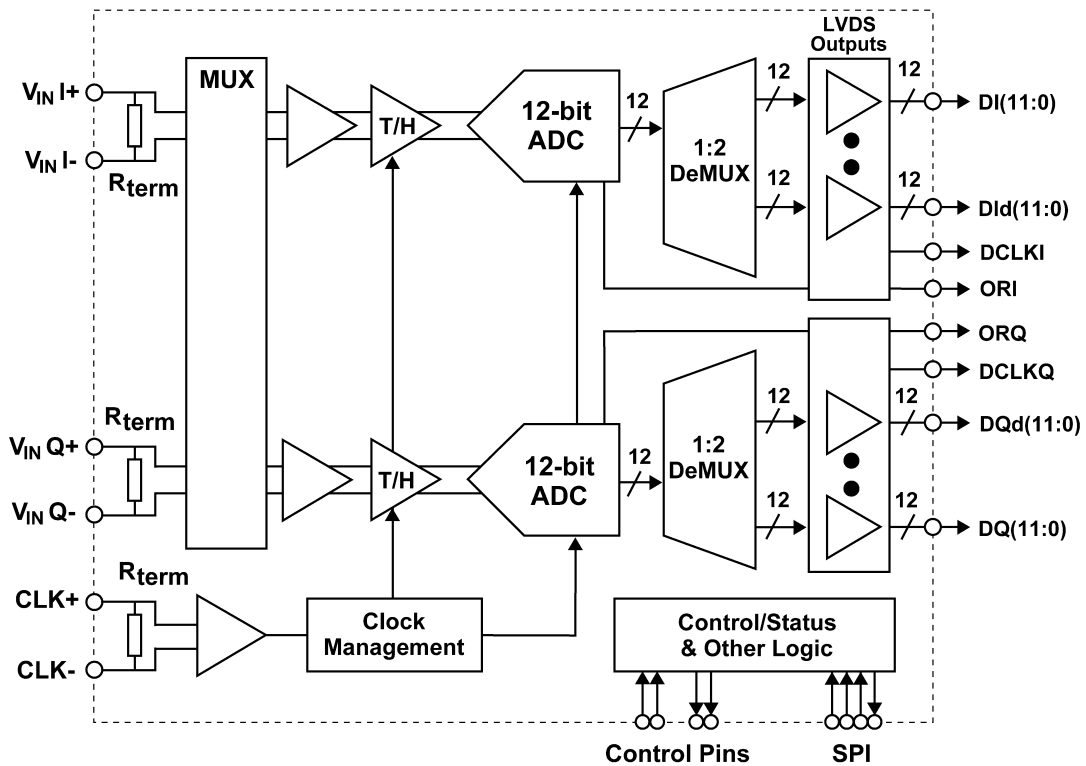 LVDS
Outputs
MUX
V_IN I+
V_IN I-
R_term
T/H
12-bit
ADC
12
1:2
DeMUX
12
12
12
12
DI(11:0)
DId(11:0)
DCLKI
ORI
ORQ
DCLKQ
R_term
V_IN Q+
V_IN Q-
T/H
12-bit
ADC
12
1:2
DeMUX
12
12
12
12
DQd(11:0)
DQ(11:0)
R_term
CLK+
CLK-
Clock
Management
Control/Status
& Other Logic
Control Pins
SPI